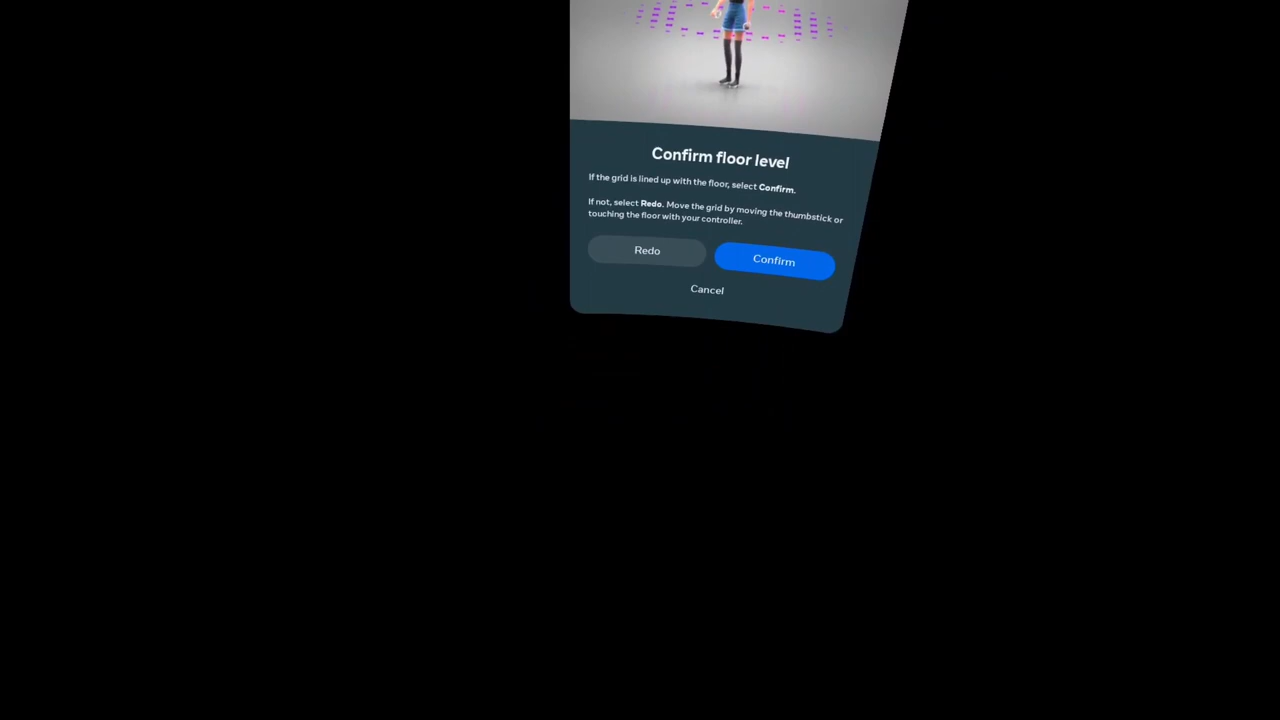 Confirm floor level
If the grid is lined up with the floor, select Confirm.
If not, select Redo. Move the grid by moving the thumbstick or
touching the floor with your controller.
Redo
Confirm
Cancel